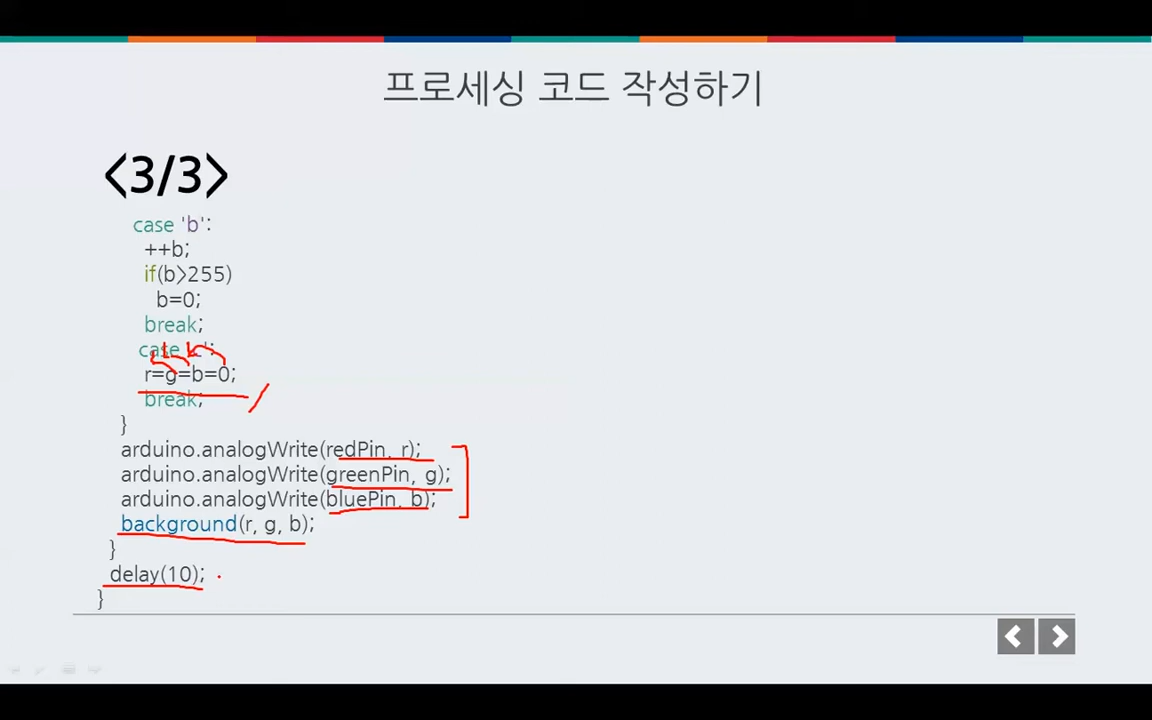 프로세싱 코드 작성하기
<3/3>
case 'b':
++b;
if(b>255)
b=0;
break;
case
r=g=b=0;
break;
}
arduino.analogWrite(redPin, r);
arduino.analogWrite(greenPin, g);
arduino.analogWrite(bluePin, b);
background(r, g, b);
}
delay(10);
}